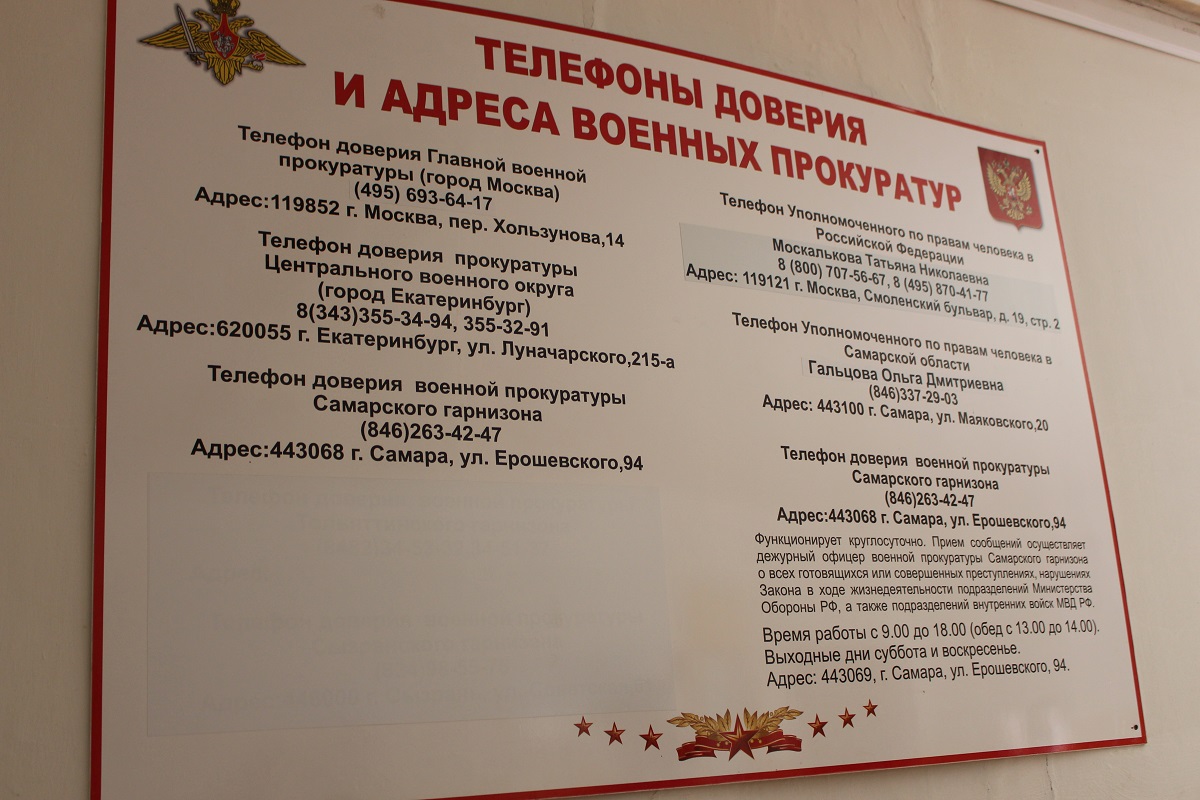 ТЕЛЕФОНЫ ДОВЕРИЯ
И АДРЕСА ВОЕННЫХ ПРОКУРАТУР
Телефон доверия Главной военной
прокуратуры (город Москва)
(495) 693-64-17
Адрес:119852 г. Москва, пер. Хользунова,14
Телефон доверия прокуратуры
Центрального военного округа
(город Екатеринбург)
8(343)355-34-94, 355-32-91
Адрес:620055 г. Екатеринбург, ул. Луначарского,215-а
Телефон доверия военной прокуратуры
Самарского гарнизона
(846)263-42-47
Адрес:443068 г. Самара, ул. Ерошевского,94
Телефон Уполномоченного по правам человека в
Российской Федерации
Москалькова Татьяна Николаевна
8 (800) 707-56-67, 8 (495) 870-41-77
Адрес: 119121 г. Москва, Смоленский бульвар, д. 19, стр. 2
Телефон Уполномоченного по правам человека в
Самарской области
Гальцова Ольга Дмитриевна
(846)337-29-03
Адрес: 443100 г. Самара, ул. Маяковского,20
Телефон доверия военной прокуратуры
Самарского гарнизона
(846)263-42-47
Адрес:443068 г. Самара, ул. Ерошевского,94
Функционирует круглосуточно. Прием сообщений осуществляет
дежурный офицер военной прокуратуры Самарского гарнизона
о всех готовящихся или совершенных преступлениях, нарушениях
Закона в ходе жизнедеятельности подразделений Министерства
Обороны РФ, а также подразделений внутренних войск МВД РФ.
Время работы с 9.00 до 18.00 (обед с 13.00 до 14.00).
Выходные дни суббота и воскресенье.
Адрес: 443069, г. Самара, ул. Ерошевского, 94.